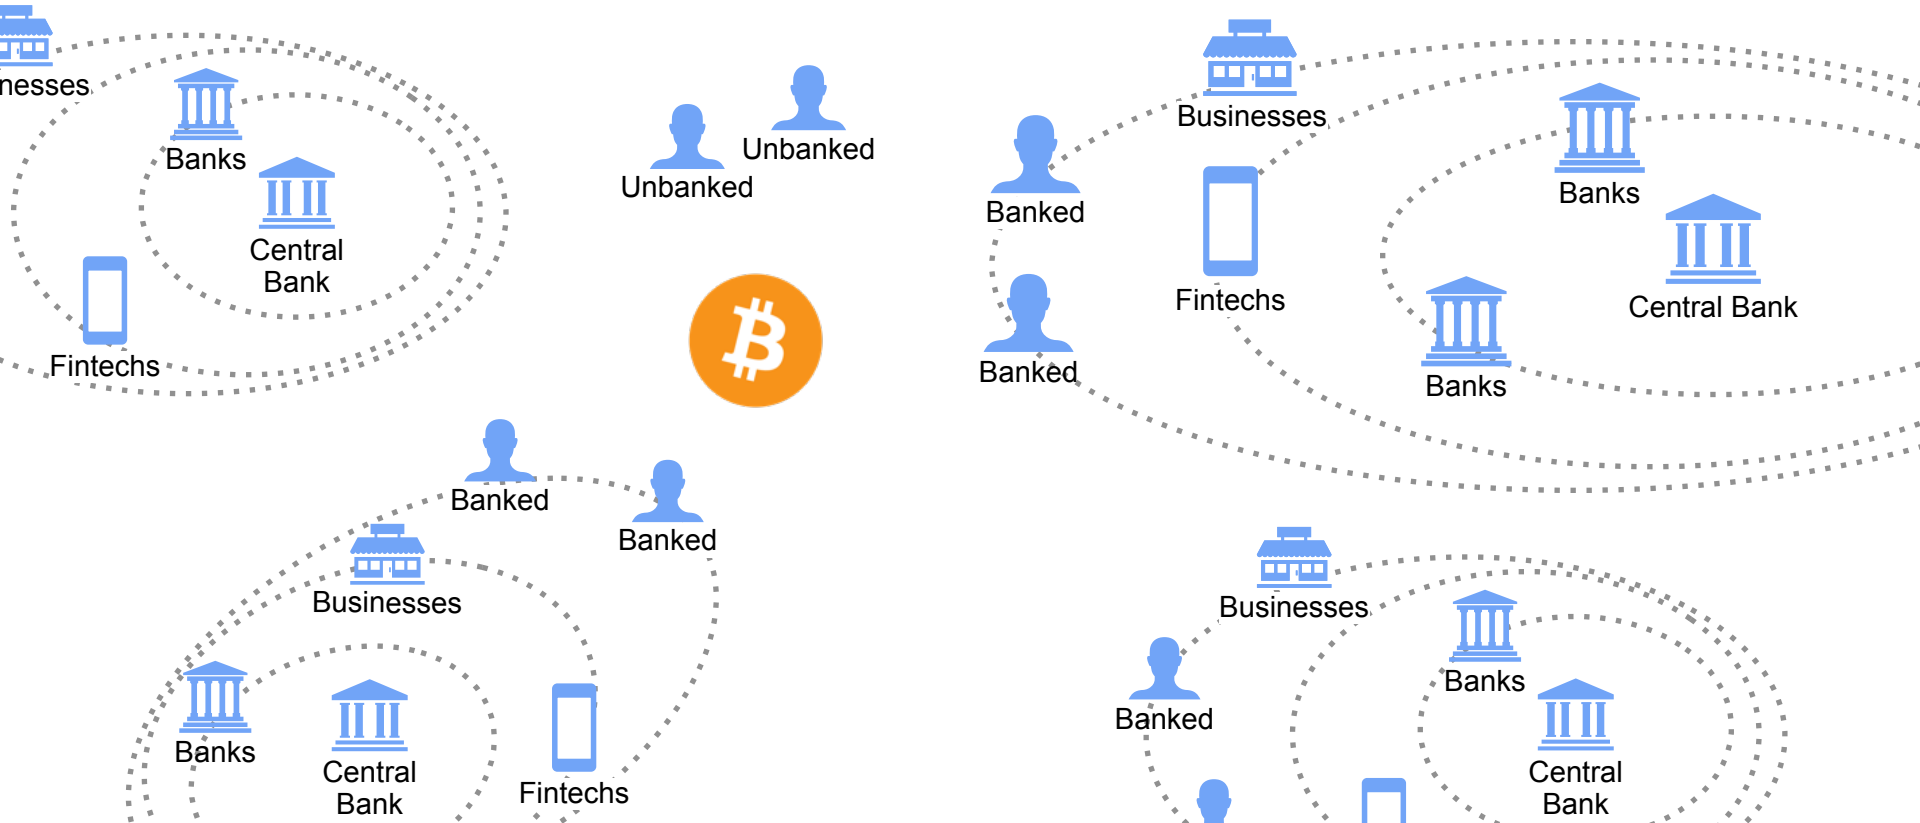 nesses
Banks
Central
Bank
Fintechs
Unbanked
Unbanked
Businesses
Banked
Banked
Fintechs
Banks
Central Bank
Banks
Banked
Banked
Businesses
Banks
Central
Bank
Fintechs
Businesses
Banked
Banks
Central
Bank